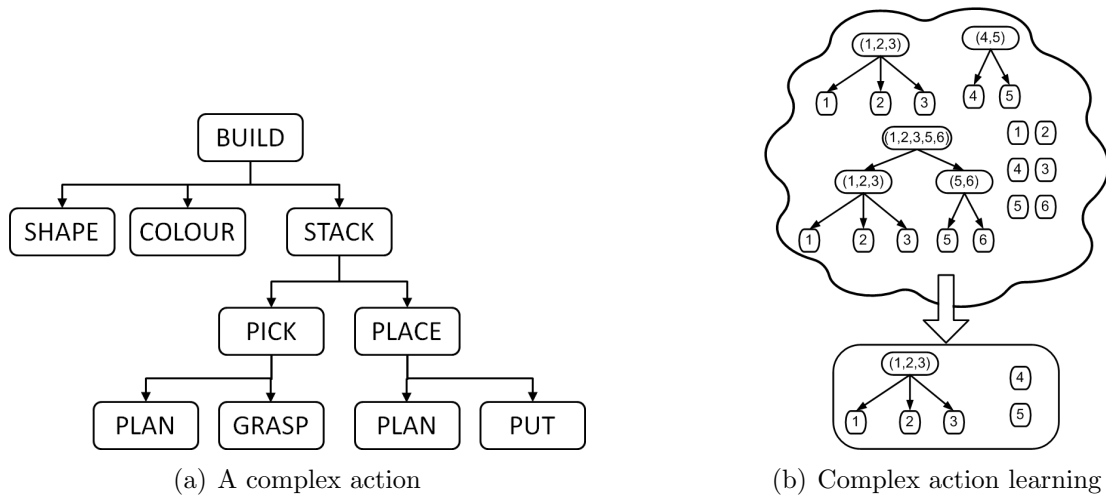 BUILD
SHAPE COLOUR STACK
PICK PLACE
PLAN GRASP PLAN PUT
(a) A complex action
(1,2,3) (4,5)
1 2 3 4 5
(1,2,3,5,6) 1 2
(1,2,3) (5,6) 4 3
5 6
1 2 3 5 6
(1,2,3) 4
1 2 3 5
(b) Complex action learning